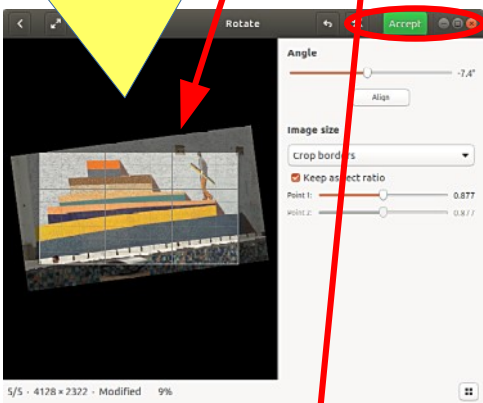 Rotate
Accept
Angle
-7.4°
Align
Image size
Crop borders
Keep aspect ratio
Point 1: 0.877
Point 2: 0.877
5/5 - 4128 × 2322 - Modified 9%